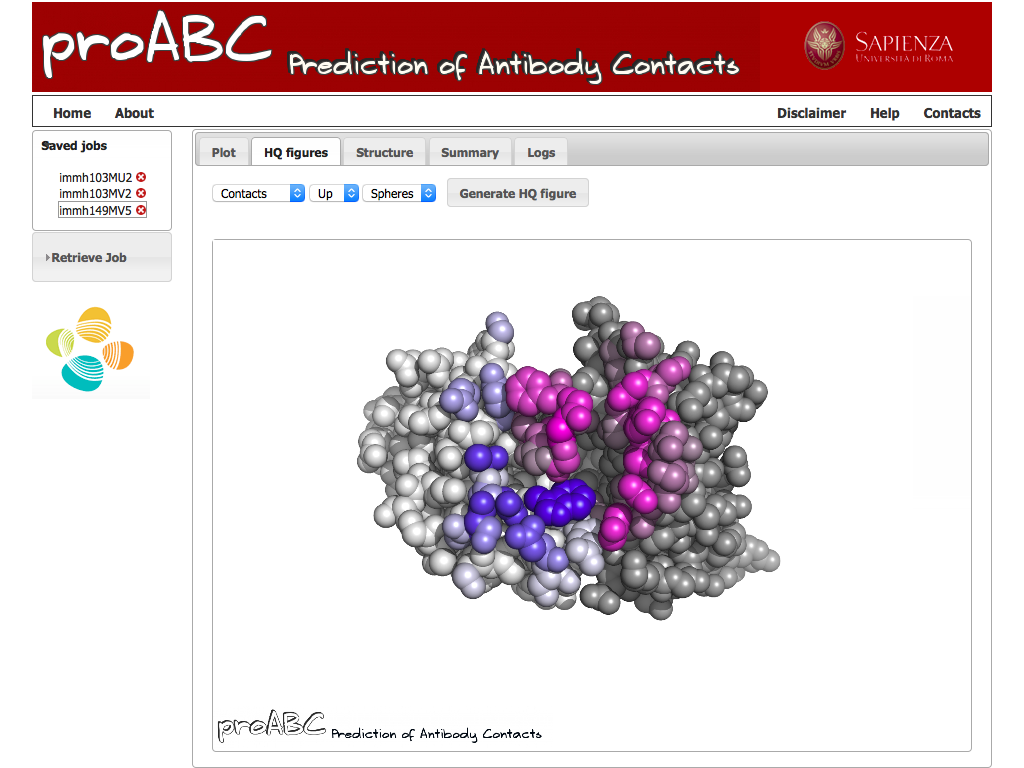 proABC Prediction of Antibody Contacts
SAPIENZA
UNIVERSITÀ DI ROMA
Home About Disclaimer Help Contacts
Saved jobs
immh103MU2
immh103MV2
immh149MV5
Retrieve Job
Plot HQ figures Structure Summary Logs
Contacts Up Spheres Generate HQ figure
proABC Prediction of Antibody Contacts